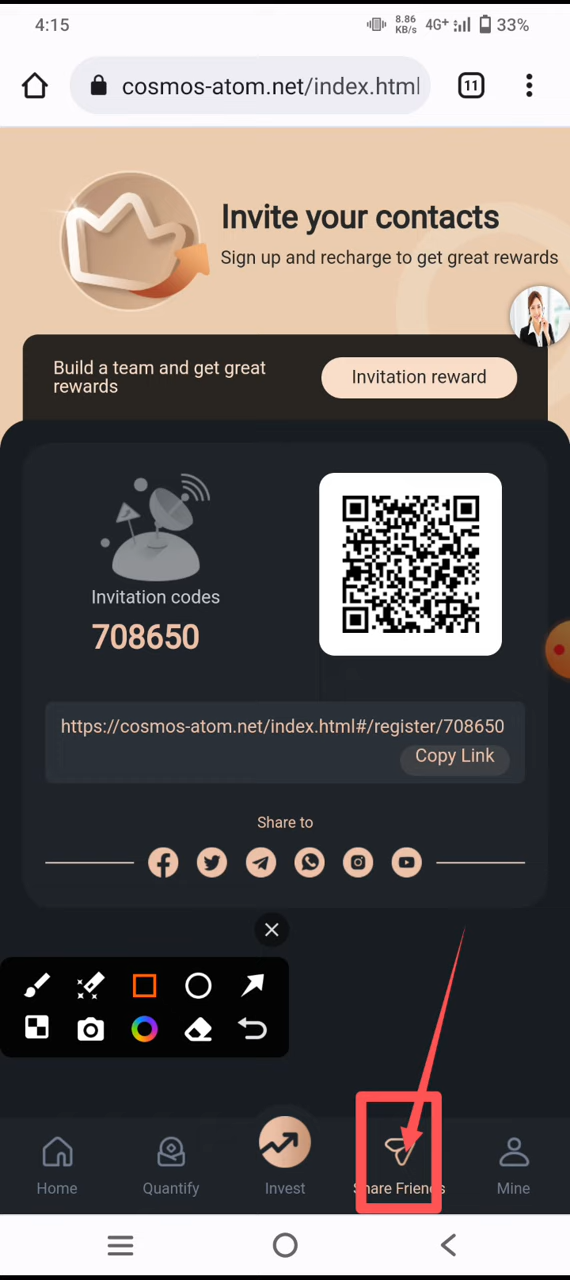 4:15
8.86
KB/s
4G+
33%
cosmos-atom.net/index.html
11
Invite your contacts
Sign up and recharge to get great rewards
Build a team and get great
rewards
Invitation reward
Invitation codes
708650
https://cosmos-atom.net/index.html#/register/708650
Copy Link
Share to
Home
Quantify
Invest
Share Friends
Mine